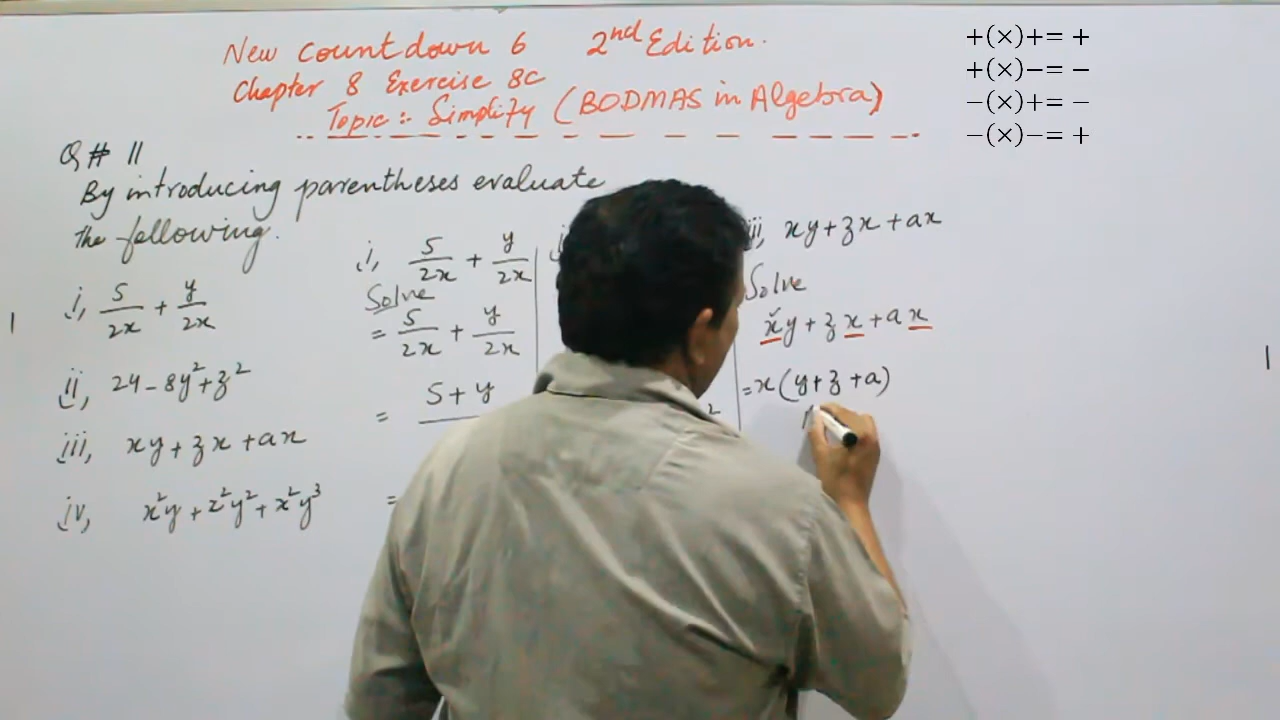 New countdown 6 2nd Edition.
Chapter 8 Exercise 8C
Topic:- Simplify (BODMAS in Algebra)
+(×)+= +
+(×)-= -
-(×)+= -
-(×)-= +
Q# 11
By introducing parentheses evaluate
the following.
i, 5/2x + y/2x
ii, 24 - 8y² + z²
iii, xy + zx + ax
iv, x²y + z²y² + x²y³
i, 5/2x + y/2x
Solve
= 5/2x + y/2x
= 5 + y
=
iii, xy + zx + ax
Solve
xy + zx + ax
= x(y + z + a)